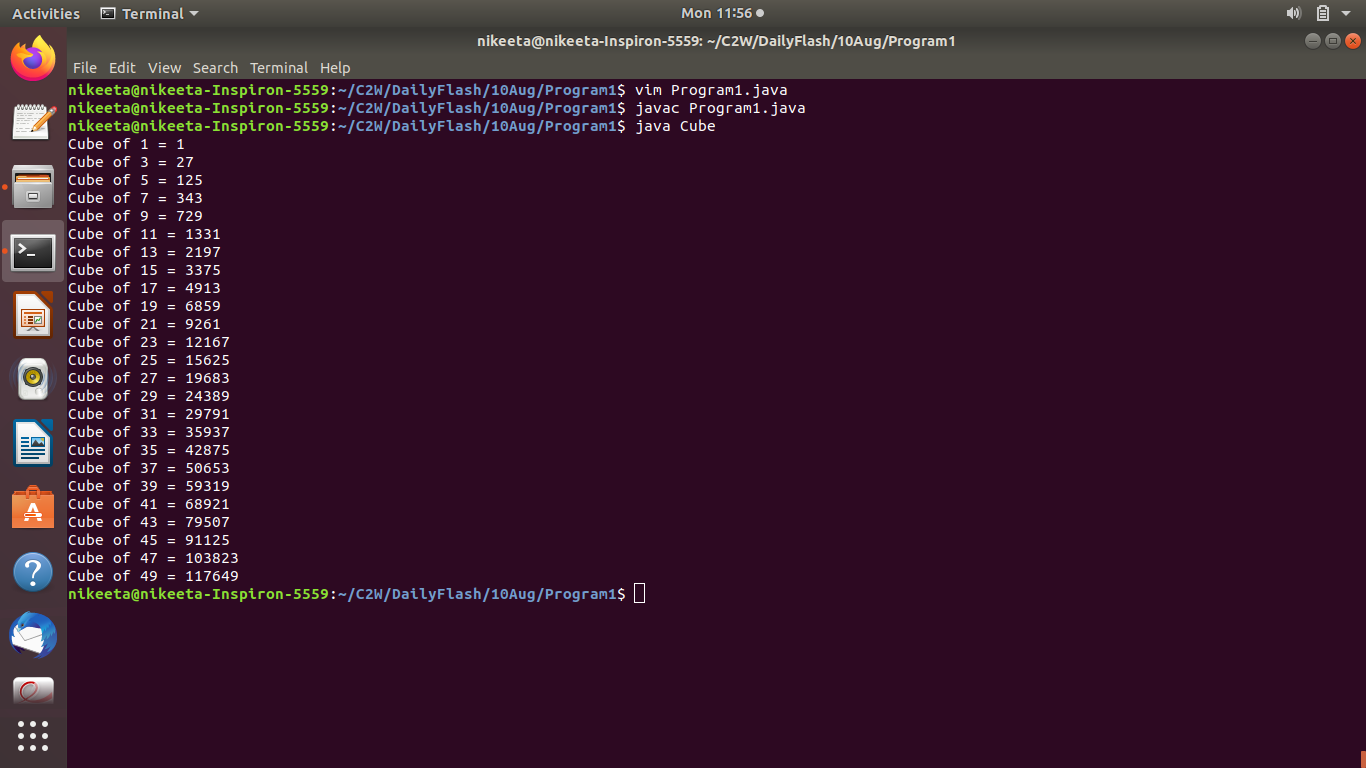 Activities Terminal Mon 11:56
nikeeta@nikeeta-Inspiron-5559: ~/C2W/DailyFlash/10Aug/Program1
File Edit View Search Terminal Help
nikeeta@nikeeta-Inspiron-5559:~/C2W/DailyFlash/10Aug/Program1$ vim Program1.java
nikeeta@nikeeta-Inspiron-5559:~/C2W/DailyFlash/10Aug/Program1$ javac Program1.java
nikeeta@nikeeta-Inspiron-5559:~/C2W/DailyFlash/10Aug/Program1$ java Cube
Cube of 1 = 1
Cube of 3 = 27
Cube of 5 = 125
Cube of 7 = 343
Cube of 9 = 729
Cube of 11 = 1331
Cube of 13 = 2197
Cube of 15 = 3375
Cube of 17 = 4913
Cube of 19 = 6859
Cube of 21 = 9261
Cube of 23 = 12167
Cube of 25 = 15625
Cube of 27 = 19683
Cube of 29 = 24389
Cube of 31 = 29791
Cube of 33 = 35937
Cube of 35 = 42875
Cube of 37 = 50653
Cube of 39 = 59319
Cube of 41 = 68921
Cube of 43 = 79507
Cube of 45 = 91125
Cube of 47 = 103823
Cube of 49 = 117649
nikeeta@nikeeta-Inspiron-5559:~/C2W/DailyFlash/10Aug/Program1$